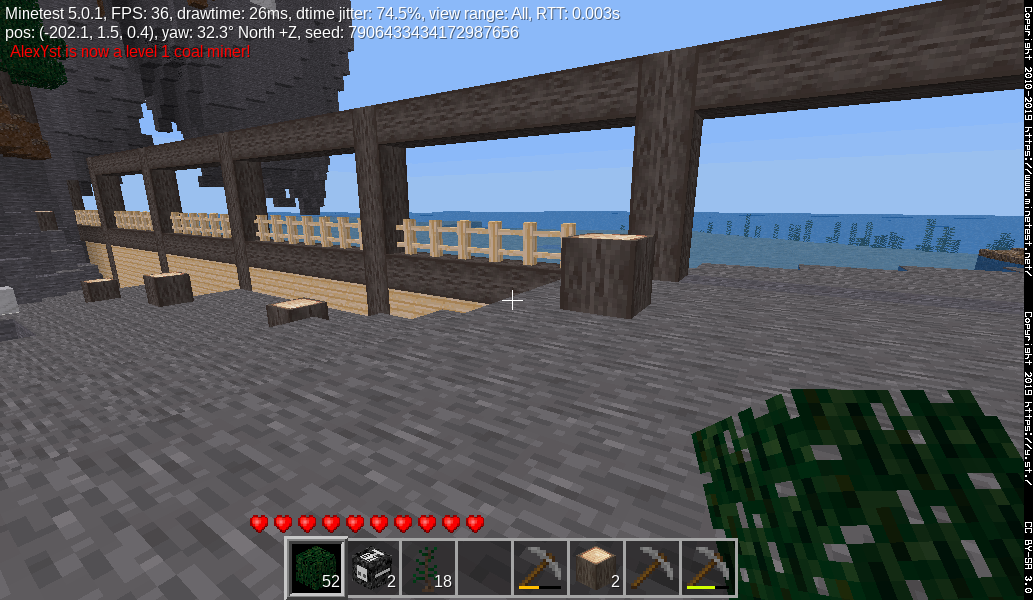 Minetest 5.0.1, FPS: 36, drawtime: 26ms, dtime jitter: 74.5%, view range: All, RTT: 0.003s
pos: (-202.1, 1.5, 0.4), yaw: 32.3° North +Z, seed: 7906433434172987656
AlexYst is now a level 1 coal miner!
Copyright 2010-2019 https://www.minetest.net/
Copyright 2019 https://y.st./
CC BY-SA 3.0
52
2
18
2